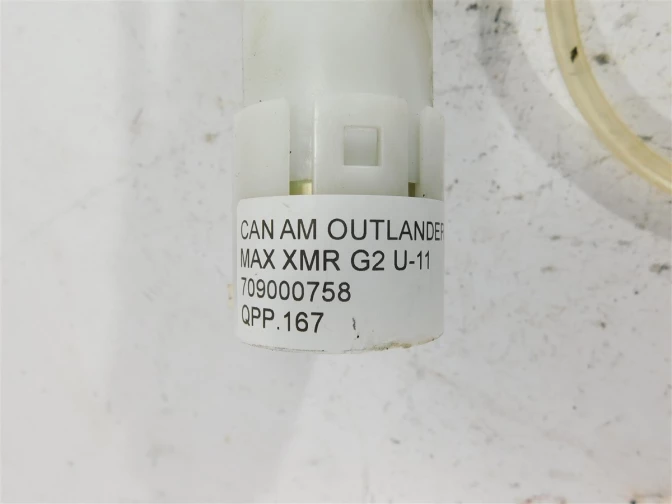 CAN AM OUTLANDER
MAX XMR G2 U-11
709000758
QPP.167